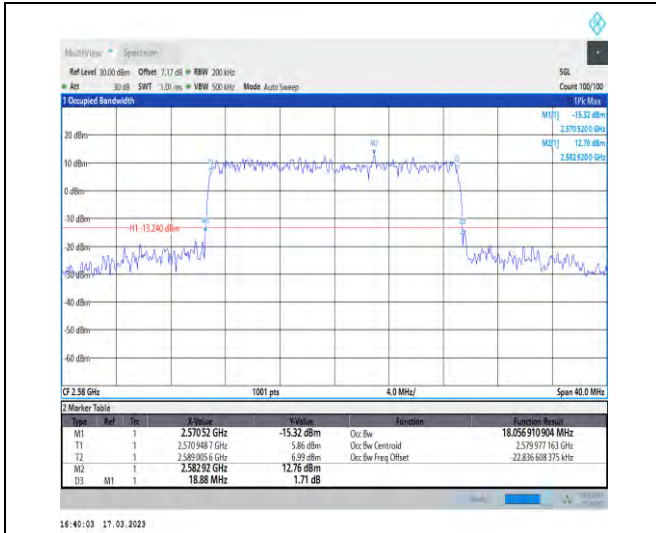 MultiView Spectrum
Ref Level 30.00 dBm Offset 7.17 dB RBW 200 kHz SGL
Att 30 dB SWT 1.01 ms VBW 500 kHz Mode Auto Sweep Count 100/100
1 Occupied Bandwidth 1Pk Max
M1[1] -15.32 dBm
2.570 520 0 GHz
M2[1] 12.76 dBm
2.582 920 0 GHz
20 dBm
M2
10 dBm
0 dBm
-10 dBm
H1 -13.240 dBm
-20 dBm
-30 dBm
-40 dBm
-50 dBm
-60 dBm
CF 2.58 GHz 1001 pts 4.0 MHz/ Span 40.0 MHz
2 Marker Table
Type Ref Trc X-Value Y-Value Function Function Result
M1 1 2.570 52 GHz -15.32 dBm Occ Bw 18.056 910 904 MHz
T1 1 2.570 948 7 GHz 5.86 dBm Occ Bw Centroid 2.579 977 163 GHz
T2 1 2.589 005 6 GHz 6.99 dBm Occ Bw Freq Offset -22.836 608 375 kHz
M2 1 2.582 92 GHz 12.76 dBm
D3 M1 1 18.88 MHz 1.71 dB
16:40:03 17.03.2023